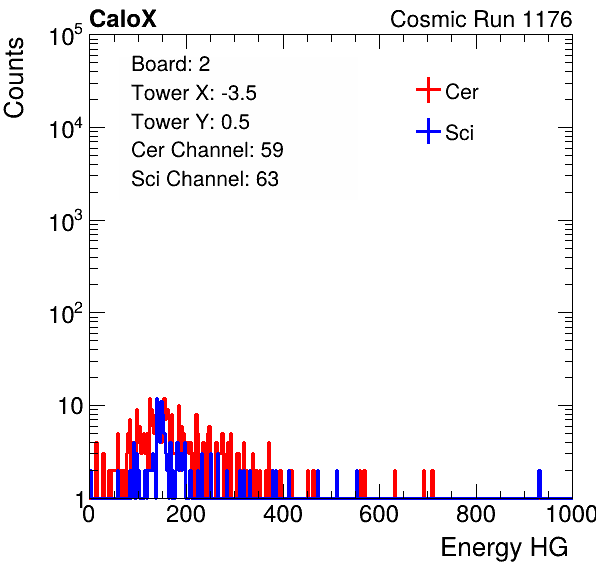 CaloX Cosmic Run 1176
Counts
10^5
10^4
10^3
10^2
10
1
Board: 2
Tower X: -3.5
Tower Y: 0.5
Cer Channel: 59
Sci Channel: 63
Cer
Sci
0 200 400 600 800 1000
Energy HG